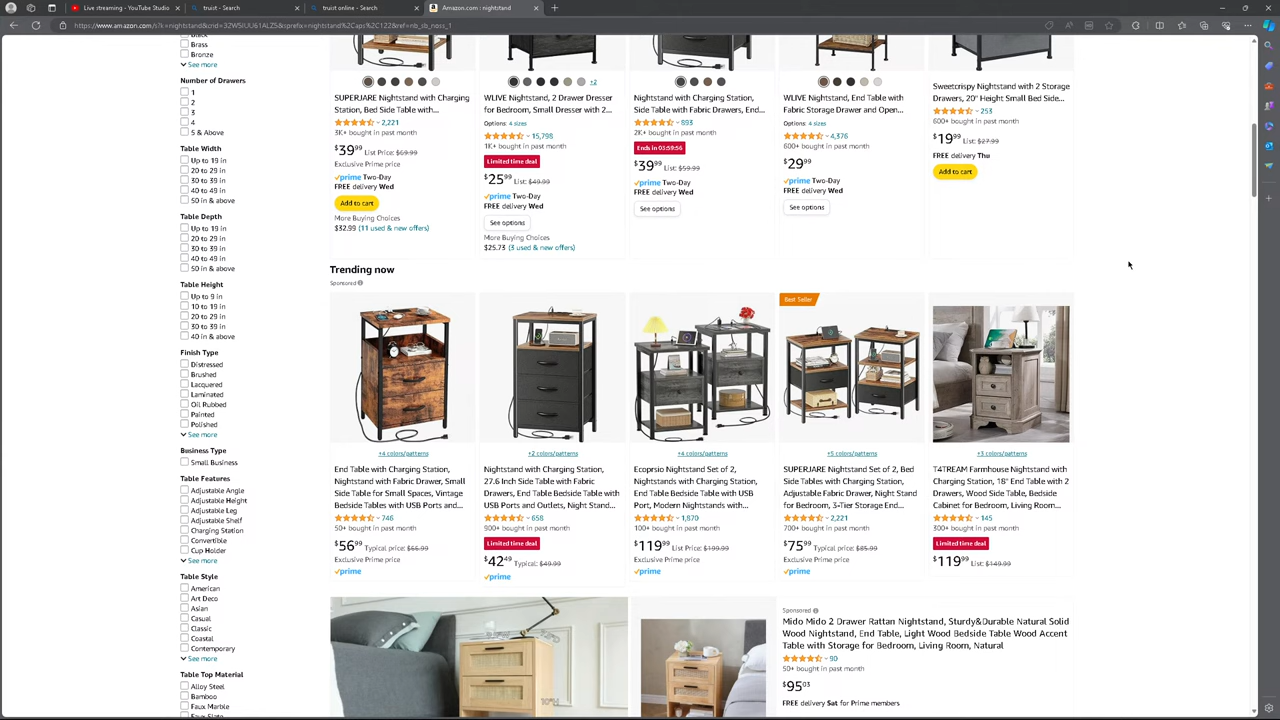 Live streaming - YouTube Studio
truist - Search
truist online - Search
Amazon.com : nightstand
Brass
Bronze
See more
Number of Drawers
1
2
3
4
5 & Above
Table Width
Up to 19 in
20 to 29 in
30 to 39 in
40 to 49 in
50 in & above
Table Depth
Up to 19 in
20 to 29 in
30 to 39 in
40 to 49 in
50 in & above
Table Height
Up to 9 in
10 to 19 in
20 to 29 in
30 to 39 in
40 in & above
Finish Type
Distressed
Brushed
Lacquered
Laminated
Oil Rubbed
Painted
Polished
See more
Business Type
Small Business
Table Features
Adjustable Angle
Adjustable Height
Adjustable Leg
Adjustable Shelf
Charging Station
Convertible
Cup Holder
See more
Table Style
American
Art Deco
Asian
Casual
Classic
Coastal
Contemporary
See more
Table Top Material
Alloy Steel
Bamboo
Faux Marble
Faux Slate
SUPERJARE Nightstand with Charging
Station, Bed Side Table with...
2,221
3K+ bought in past month
$39.99 List Price: $69.99
Exclusive Prime price
prime Two-Day
FREE delivery Wed
Add to cart
More Buying Choices
$32.99 (11 used & new offers)
+2
WLIVE Nightstand, 2 Drawer Dresser
for Bedroom, Small Dresser with 2...
Options: 4 sizes
15,798
1K+ bought in past month
Limited time deal
$25.99 List: $49.99
prime Two-Day
FREE delivery Wed
See options
More Buying Choices
$25.73 (3 used & new offers)
Nightstand with Charging Station,
Side Table with Fabric Drawers, End...
893
2K+ bought in past month
Ends in 03:59:56
$39.99 List: $59.99
prime Two-Day
FREE delivery Wed
See options
WLIVE Nightstand, End Table with
Fabric Storage Drawer and Open...
Options: 4 sizes
4,376
600+ bought in past month
$29.99
prime Two-Day
FREE delivery Wed
See options
Sweetcrispy Nightstand with 2 Storage
Drawers, 20" Height Small Bed Side...
253
600+ bought in past month
$19.99 List: $27.99
FREE delivery Thu
Add to cart
Trending now
Sponsored
Best Seller
+4 colors/patterns
End Table with Charging Station,
Nightstand with Fabric Drawer, Small
Side Table for Small Spaces, Vintage
Bedside Tables with USB Ports and...
746
50+ bought in past month
$56.99 Typical price: $66.99
Exclusive Prime price
prime
+2 colors/patterns
Nightstand with Charging Station,
27.6 Inch Side Table with Fabric
Drawers, End Table Bedside Table with
USB Ports and Outlets, Night Stand...
658
900+ bought in past month
Limited time deal
$42.49 Typical: $49.99
prime
+4 colors/patterns
Ecoprsio Nightstand Set of 2,
Nightstands with Charging Station,
End Table Bedside Table with USB
Port, Modern Nightstands with...
1,870
100+ bought in past month
$119.99 List Price: $199.99
Exclusive Prime price
prime
+5 colors/patterns
SUPERJARE Nightstand Set of 2, Bed
Side Tables with Charging Station,
Adjustable Fabric Drawer, Night Stand
for Bedroom, 3-Tier Storage End...
2,221
700+ bought in past month
$75.99 Typical price: $85.99
Exclusive Prime price
prime
+3 colors/patterns
T4TREAM Farmhouse Nightstand with
Charging Station, 18" End Table with 2
Drawers, Wood Side Table, Bedside
Cabinet for Bedroom, Living Room...
145
300+ bought in past month
Limited time deal
$119.99 List: $149.99
Sponsored
Mido Mido 2 Drawer Rattan Nightstand, Sturdy&Durable Natural Solid
Wood Nightstand, End Table, Light Wood Bedside Table Wood Accent
Table with Storage for Bedroom, Living Room, Natural
90
50+ bought in past month
$95.03
FREE delivery Sat for Prime members